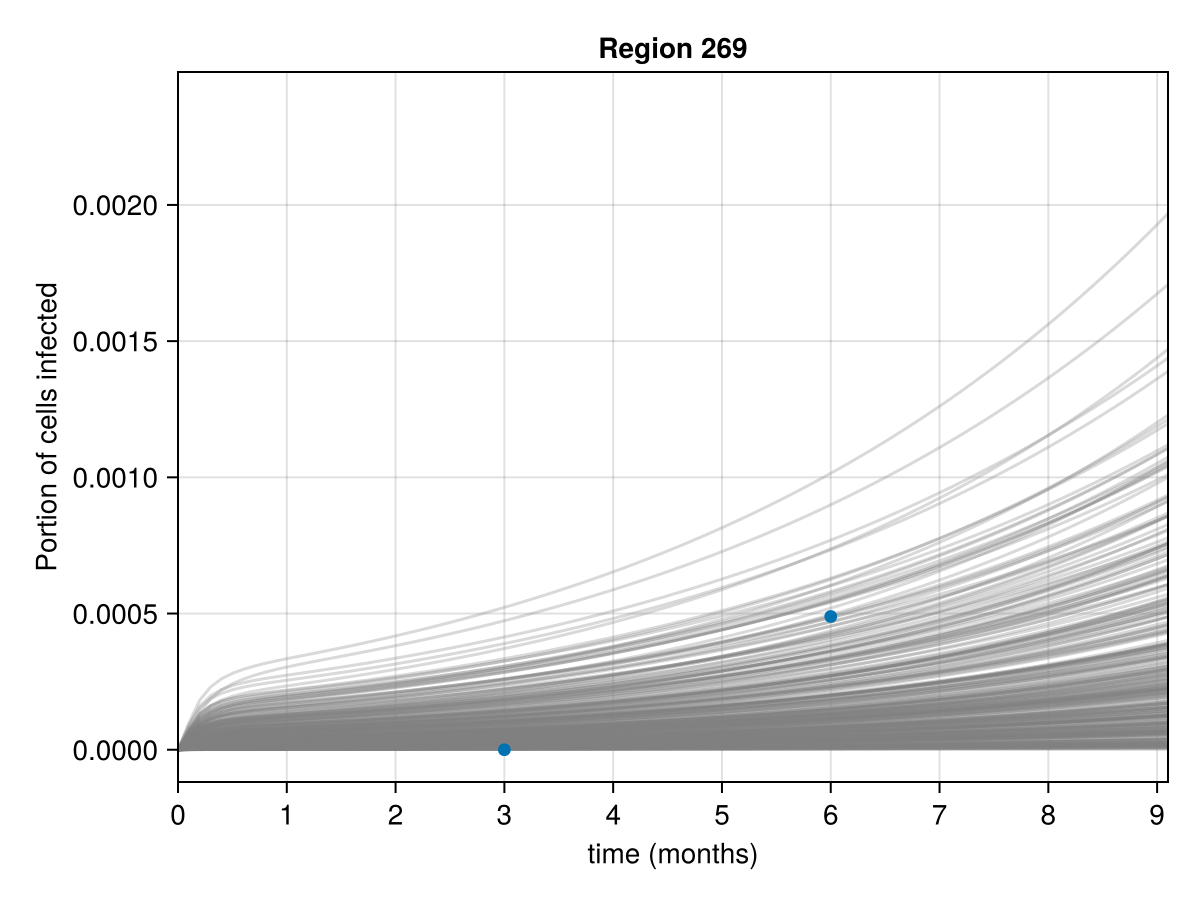 Region 269
Portion of cells infected
0.0020
0.0015
0.0010
0.0005
0.0000
0 1 2 3 4 5 6 7 8 9
time (months)